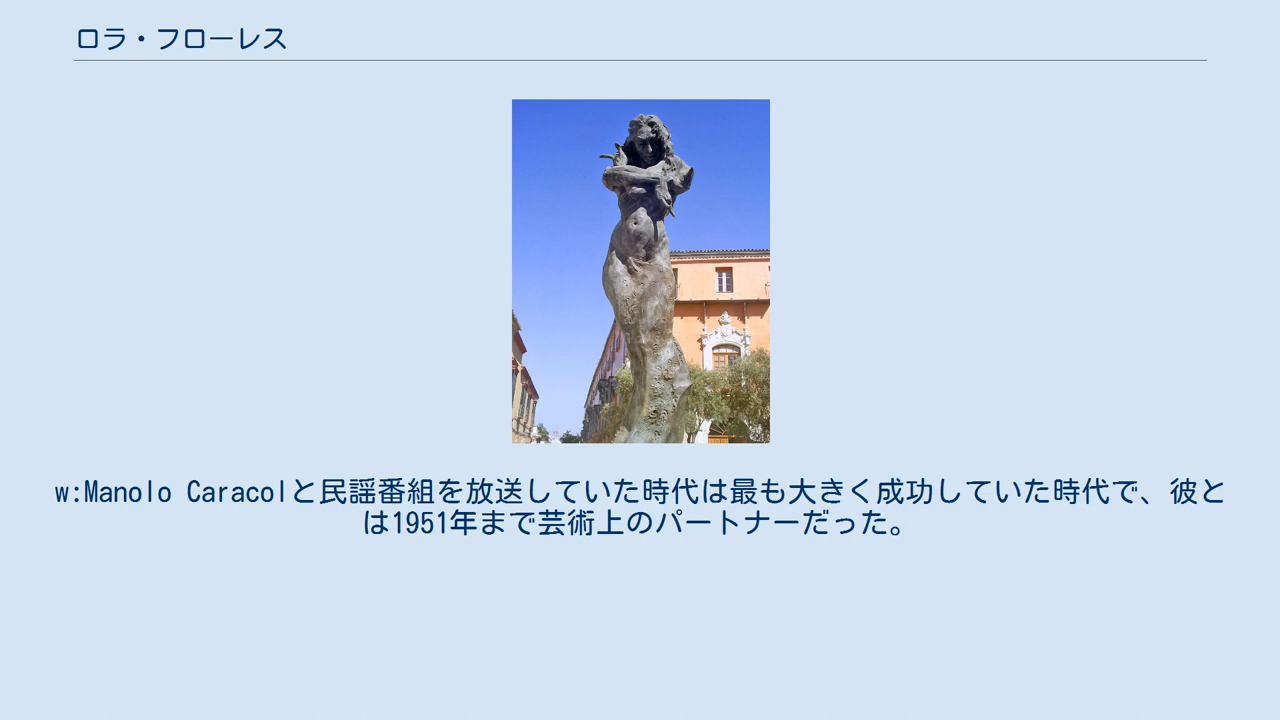 ロラ・フローレス
w:Manolo Caracolと民謡番組を放送していた時代は最も大きく成功していた時代で、彼と
は1951年まで芸術上のパートナーだった。